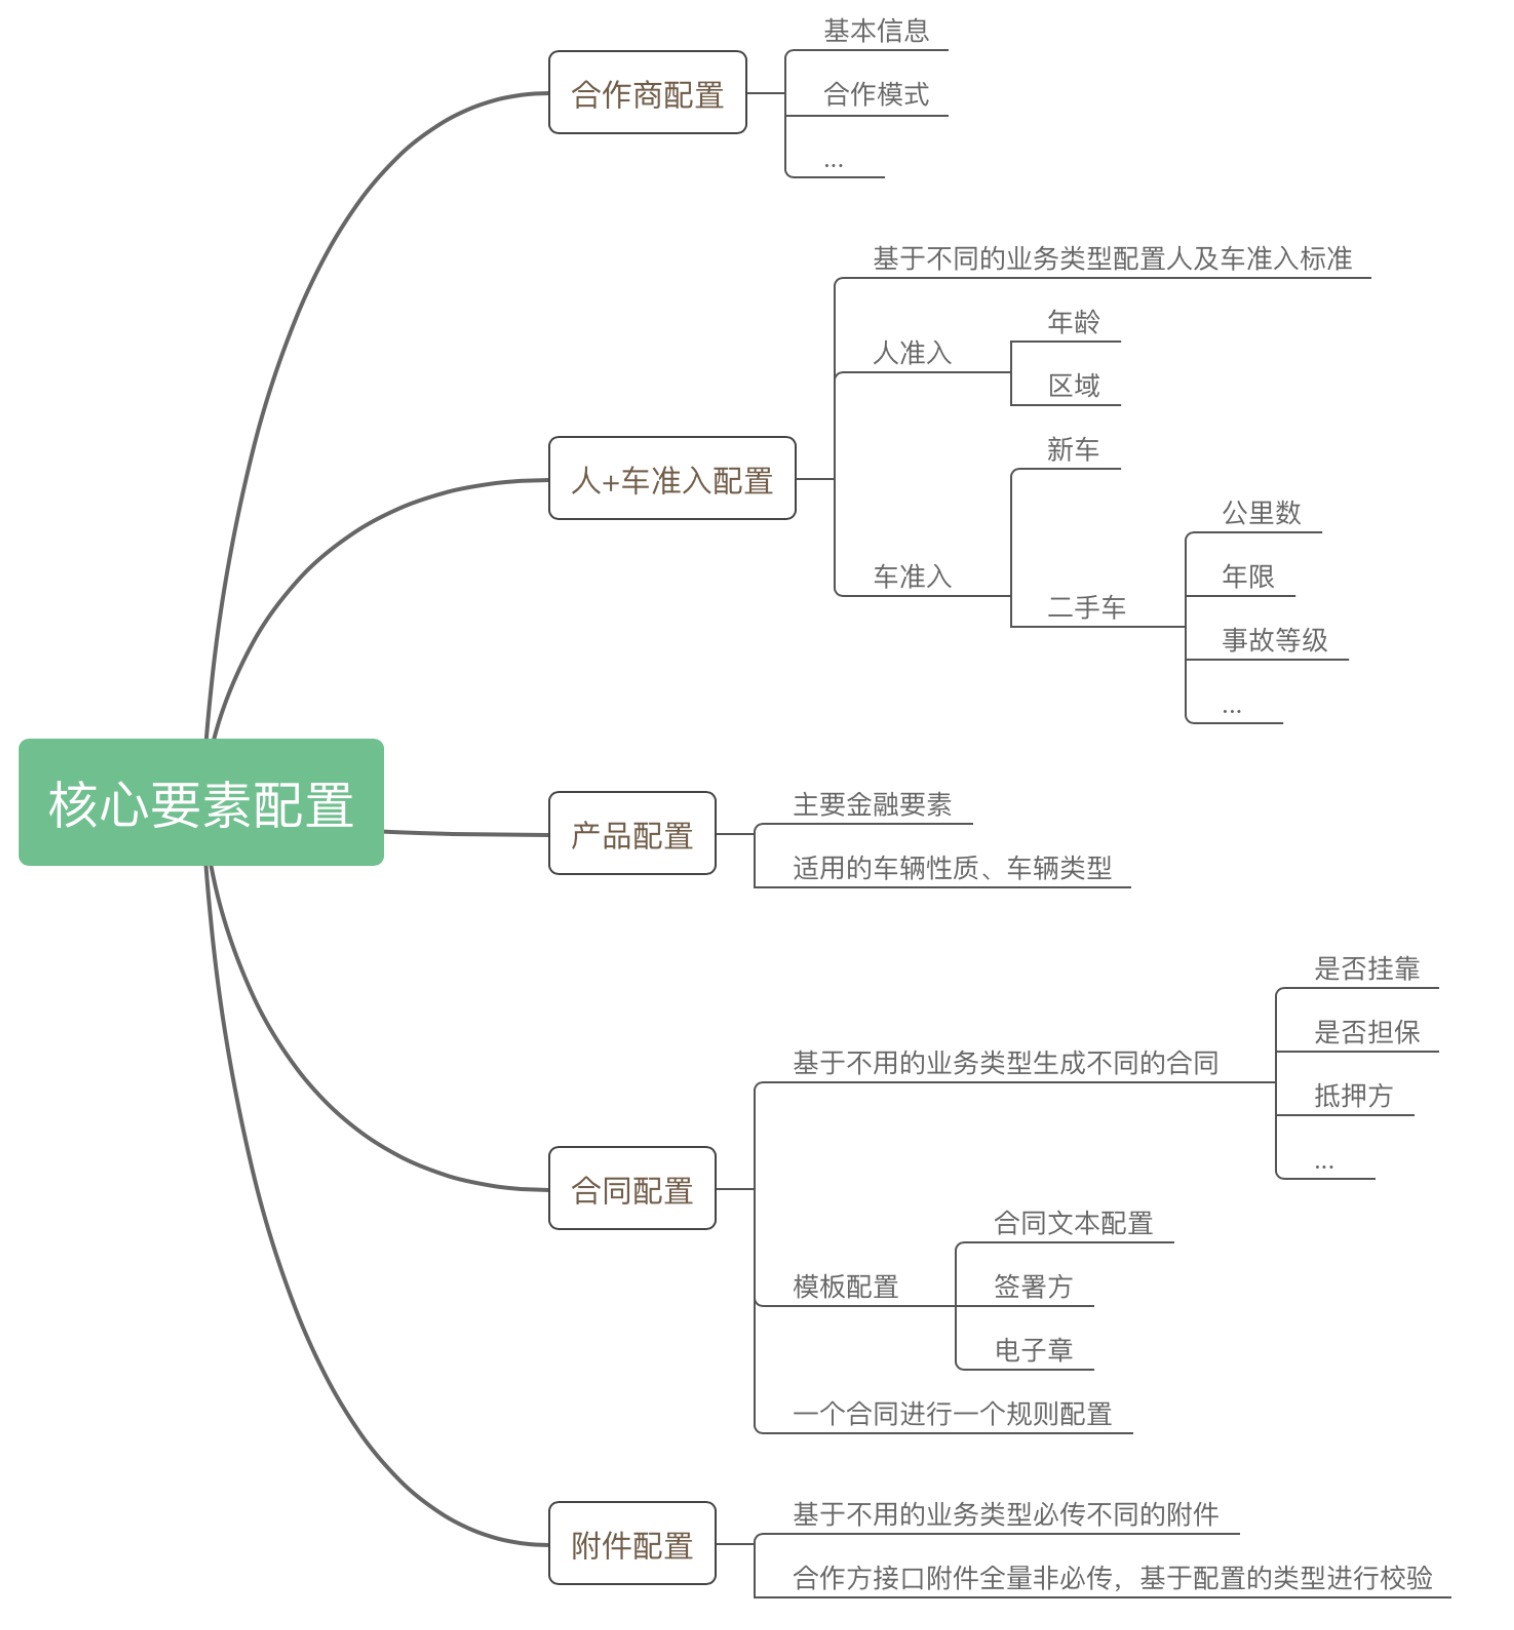 核心要素配置
合作商配置
基本信息
合作模式
...
人+车准入配置
基于不同的业务类型配置人及车准入标准
人准入
年龄
区域
车准入
新车
二手车
公里数
年限
事故等级
...
产品配置
主要金融要素
适用的车辆性质、车辆类型
合同配置
基于不用的业务类型生成不同的合同
是否挂靠
是否担保
抵押方
...
模板配置
合同文本配置
签署方
电子章
一个合同进行一个规则配置
附件配置
基于不用的业务类型必传不同的附件
合作方接口附件全量非必传，基于配置的类型进行校验